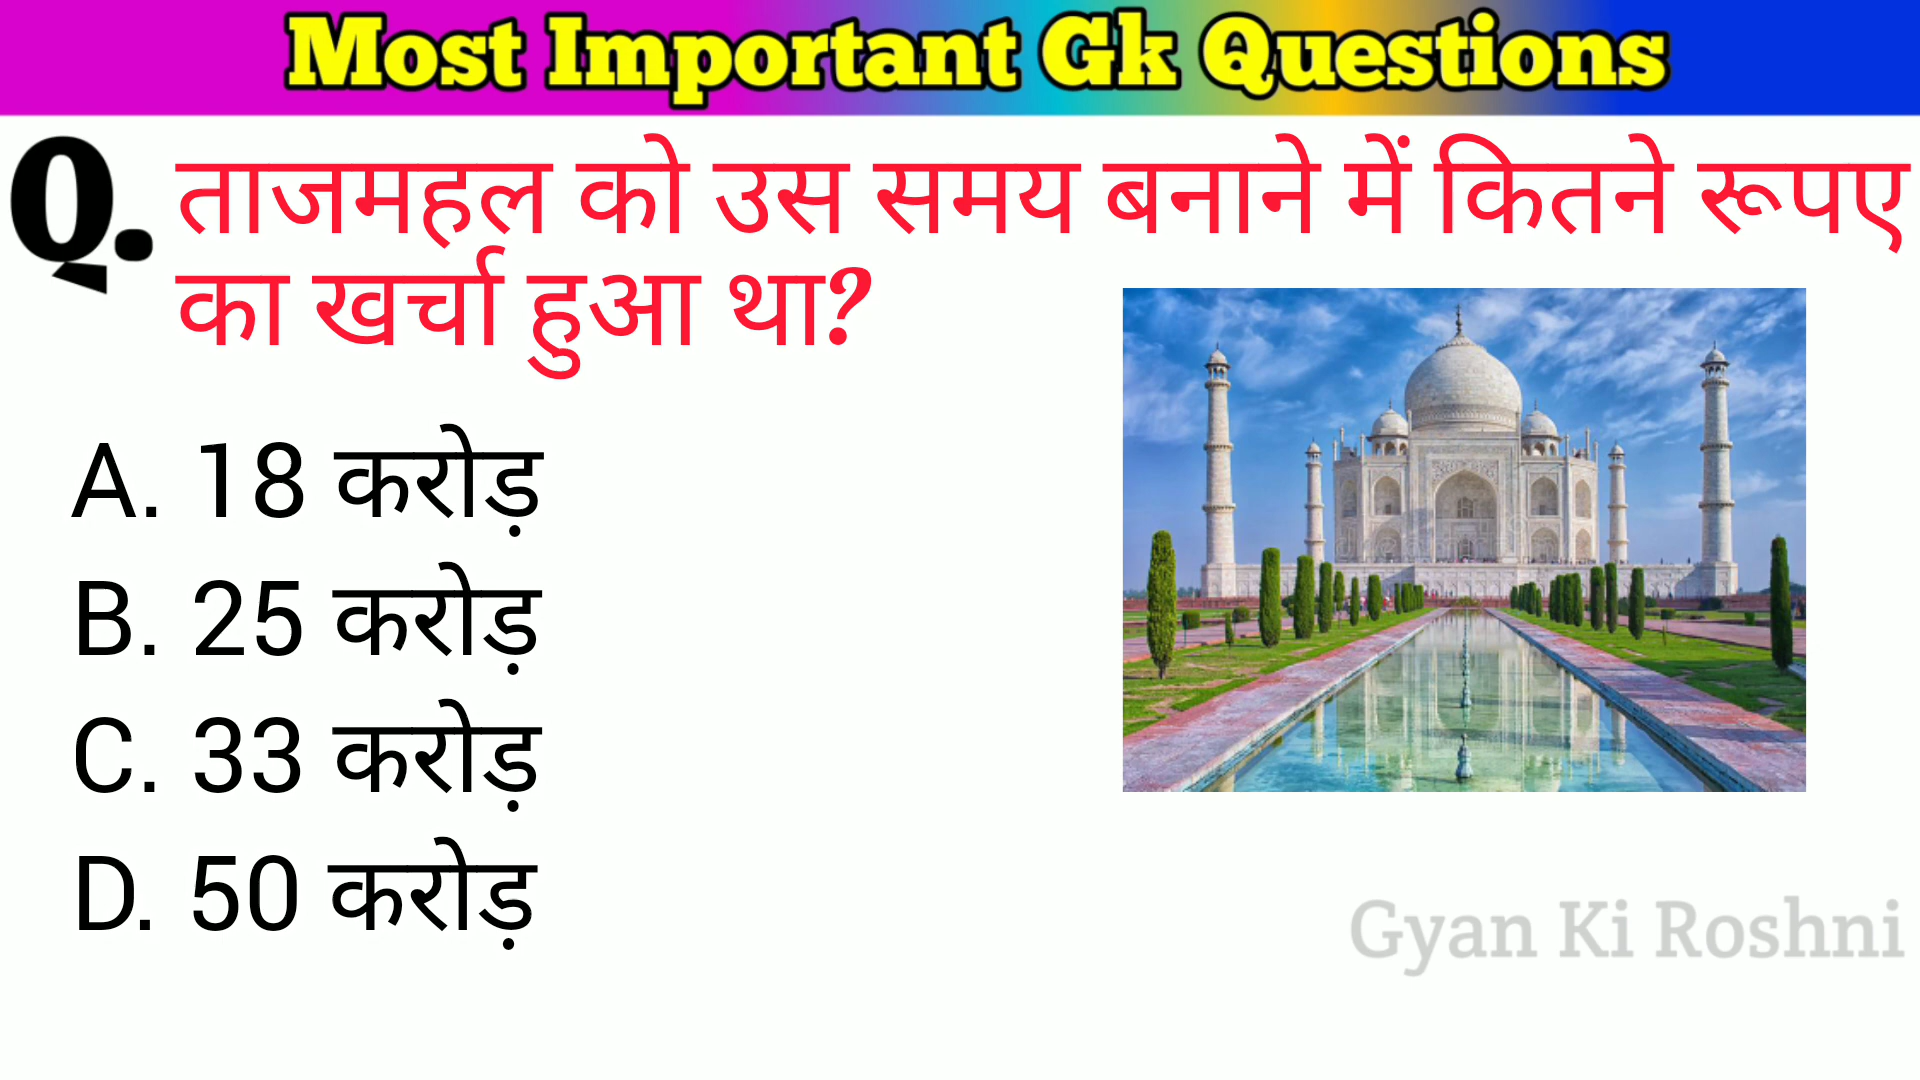 Most Important Gk Questions
Q. ताजमहल को उस समय बनाने में कितने रूपए
का खर्चा हुआ था?
A. 18 करोड़
B. 25 करोड़
C. 33 करोड़
D. 50 करोड़
Gyan Ki Roshni